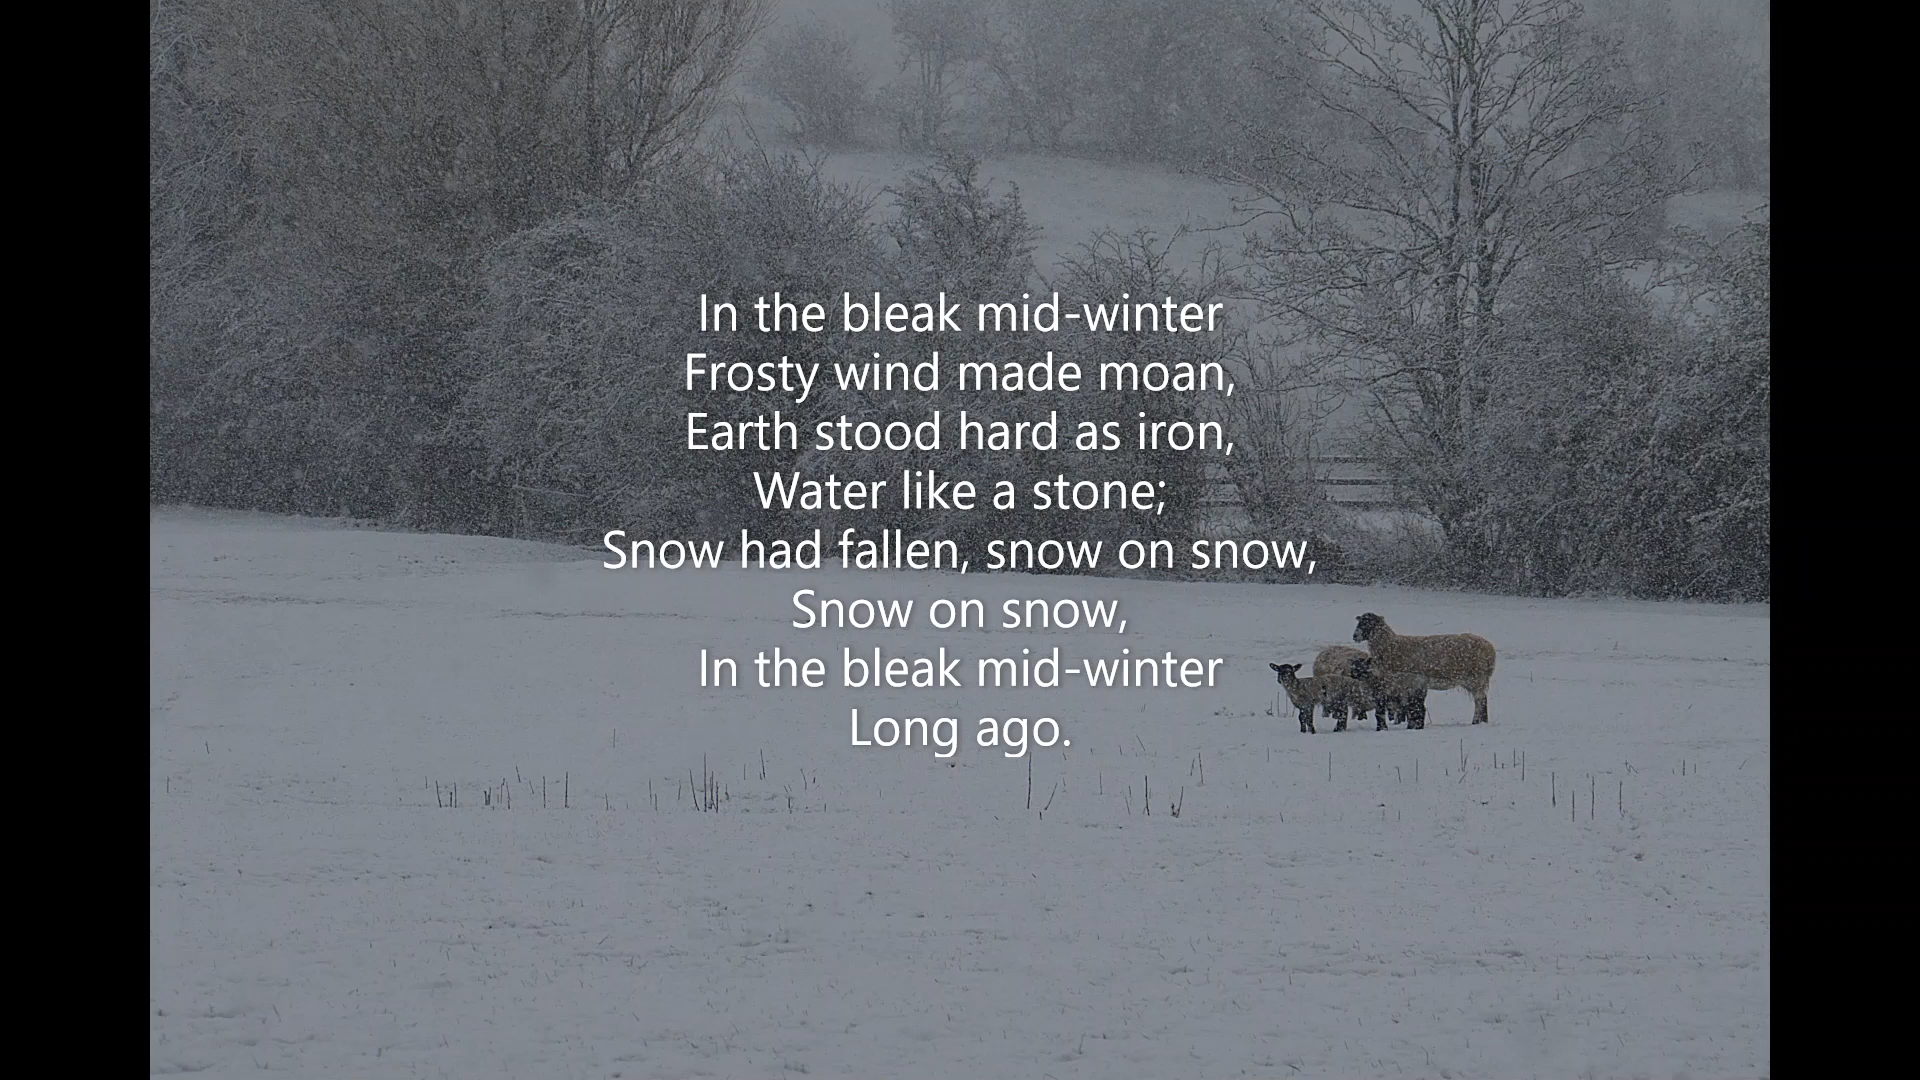 In the bleak mid-winter
Frosty wind made moan,
Earth stood hard as iron,
Water like a stone;
Snow had fallen, snow on snow,
Snow on snow,
In the bleak mid-winter
Long ago.